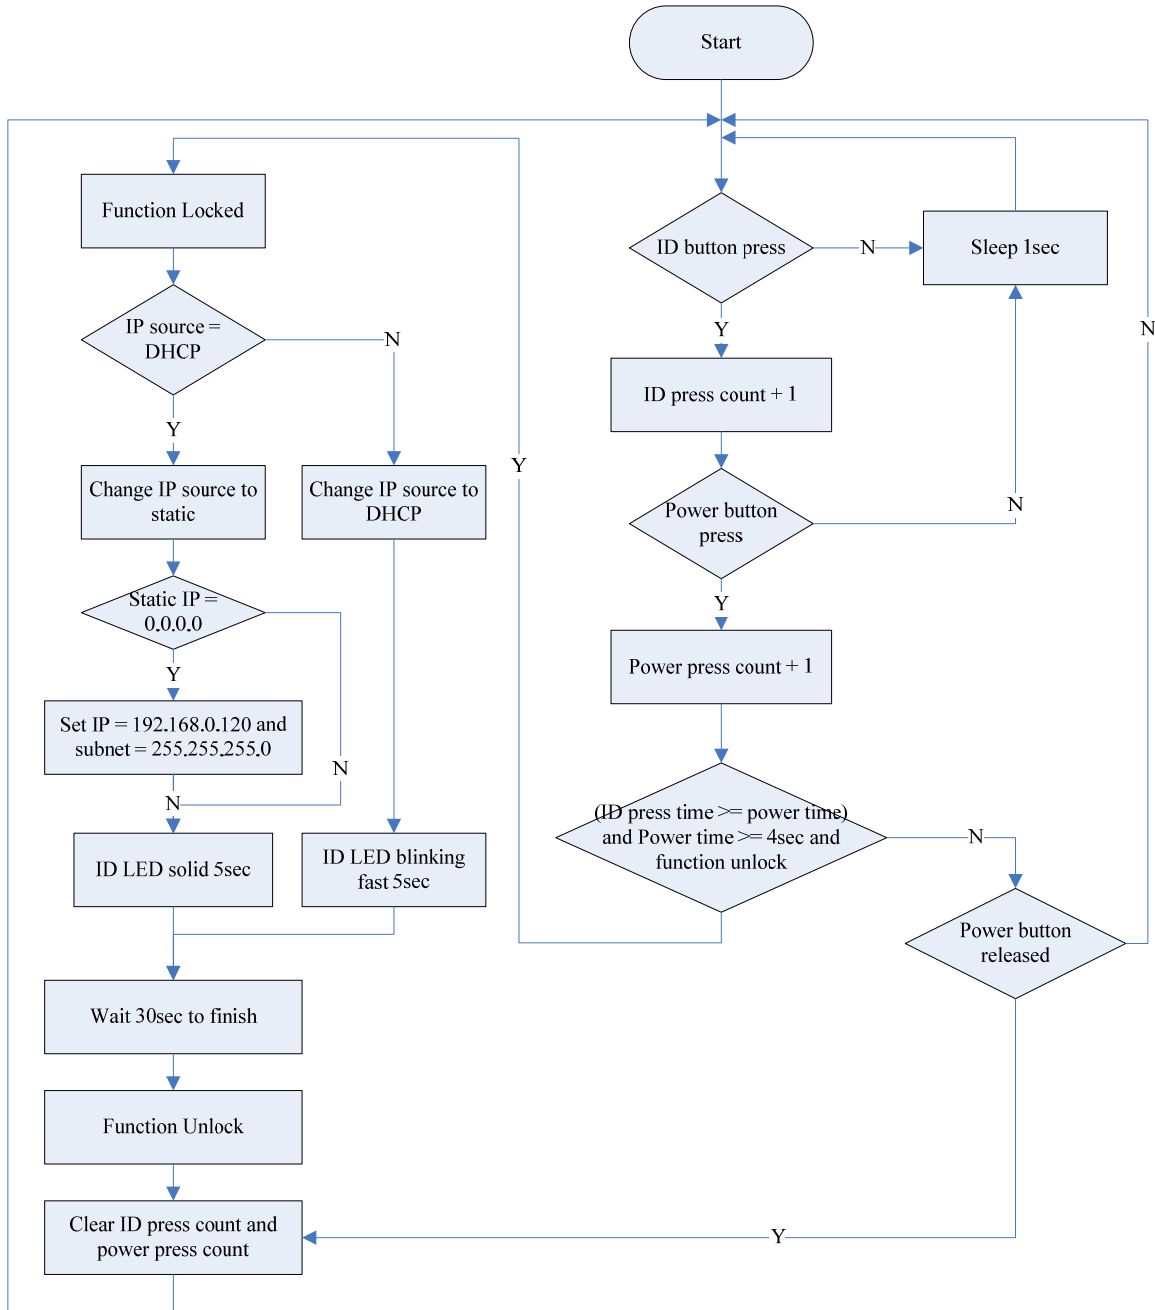 Start
Function Locked
ID button press
N
Sleep 1sec
IP source =
DHCP
N
Y
N
Y
ID press count + 1
Change IP source to
static
Change IP source to
DHCP
Y
Power button
press
N
Static IP =
0.0.0.0
Y
Y
Power press count + 1
Set IP = 192.168.0.120 and
subnet = 255.255.255.0
N
N
(ID press time >= power time)
and Power time >= 4sec and
function unlock
N
ID LED solid 5sec
ID LED blinking
fast 5sec
Power button
released
Wait 30sec to finish
Function Unlock
Clear ID press count and
power press count
Y